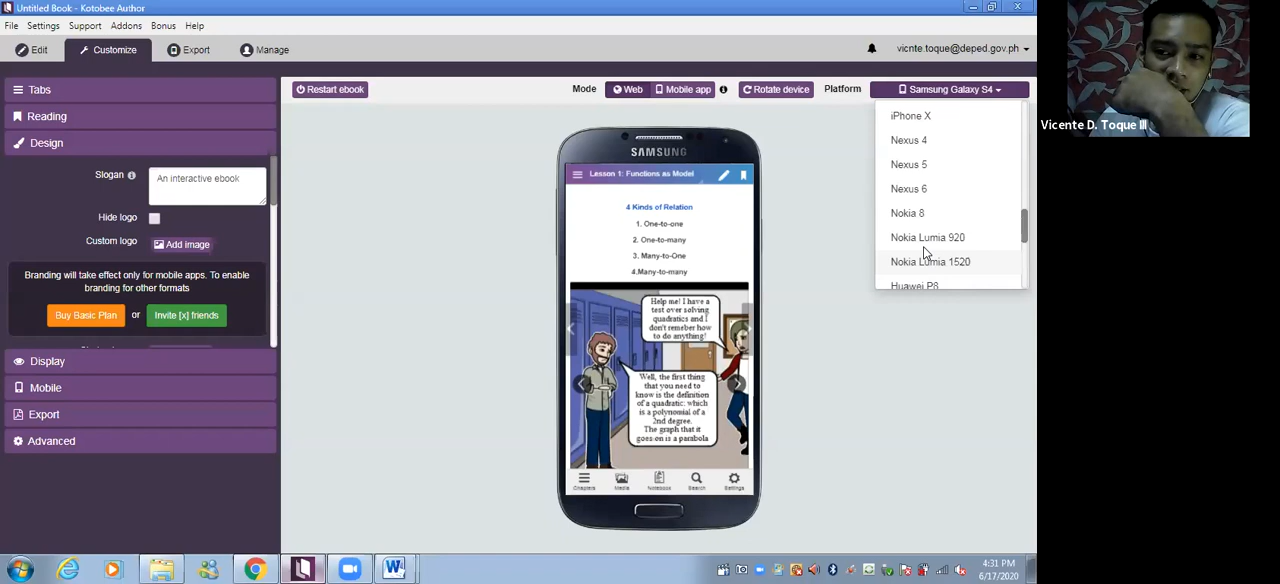 Untitled Book - Kotobee Author
File Settings Support Addons Bonus Help
Edit Customize Export Manage vicnte.toque@deped.gov.ph
Tabs
Reading
Design
Slogan An interactive ebook
Hide logo
Custom logo Add image
Branding will take effect only for mobile apps. To enable
branding for other formats
Buy Basic Plan or Invite [x] friends
Display
Mobile
Export
Advanced
Restart ebook Mode Web Mobile app Rotate device Platform Samsung Galaxy S4
iPhone X
Nexus 4
Nexus 5
Nexus 6
Nokia 8
Nokia Lumia 920
Nokia Lumia 1520
Huawei P8
SAMSUNG
Lesson 1: Functions as Model
4 Kinds of Relation
1. One-to-one
2. One-to-many
3. Many-to-One
4.Many-to-many
Help me! I have a
test over solving
quadratics and I
don't remeber how
to do anything!
Well, the first thing
that you need to
know is the definition
of a quadratic: which
is a polynomial of a
2nd degree.
The graph that it
goes on is a parabola
Chapters Media Notebook Search Settings
Vicente D. Toque III
4:31 PM
6/17/2020